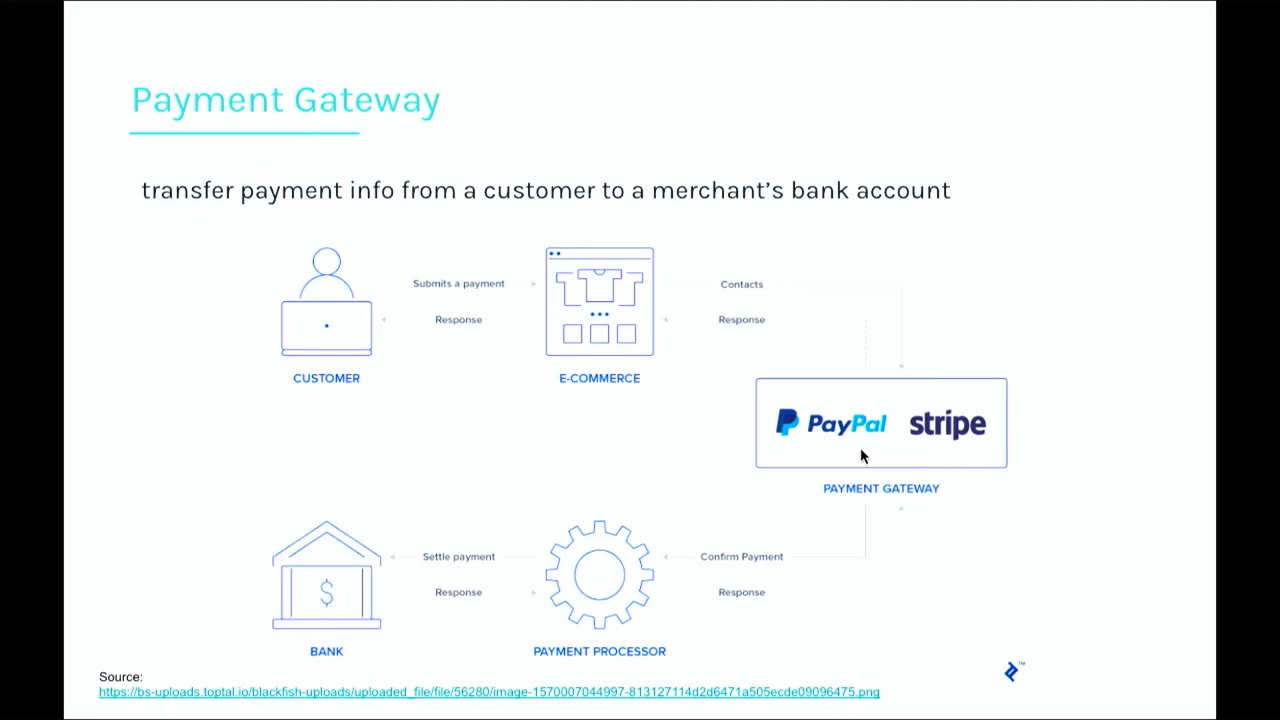 Payment Gateway
transfer payment info from a customer to a merchant’s bank account
Submits a payment
Contacts
Response
Response
CUSTOMER
E-COMMERCE
PayPal stripe
PAYMENT GATEWAY
$
Settle payment
Confirm Payment
Response
Response
BANK
PAYMENT PROCESSOR
Source:
https://bs-uploads.toptal.io/blackfish-uploads/uploaded_file/file/56280/image-1570007044997-813127114d2d6471a505ecde09096475.png
TM